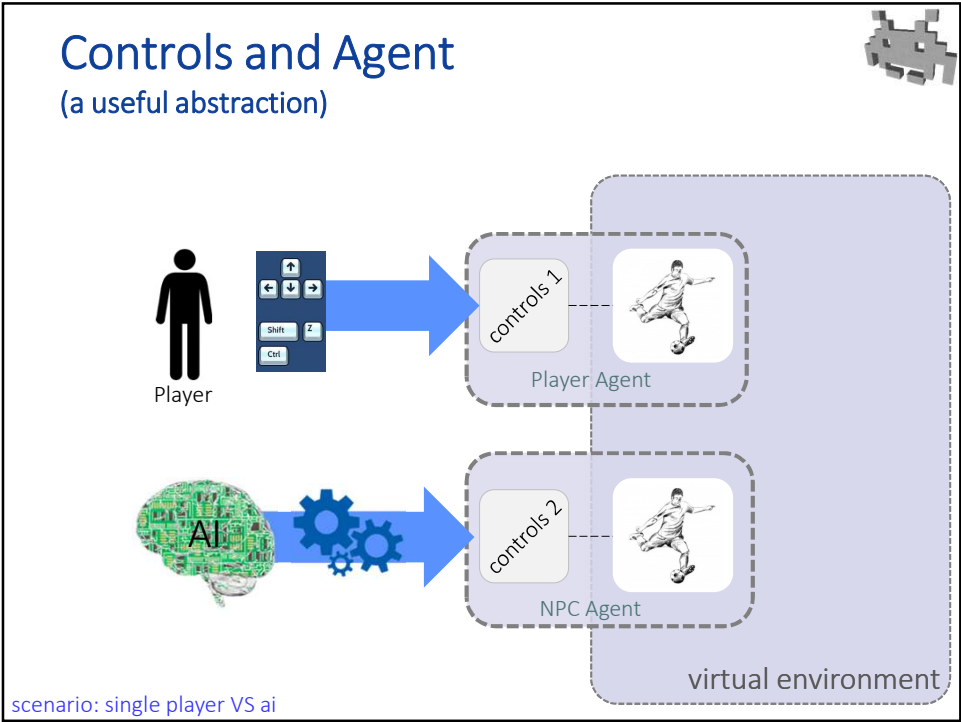 Controls and Agent
(a useful abstraction)
↑
← ↓ →
Shift Z
Ctrl
controls 1
Player Agent
Player
AI
controls 2
NPC Agent
virtual environment
scenario: single player VS ai